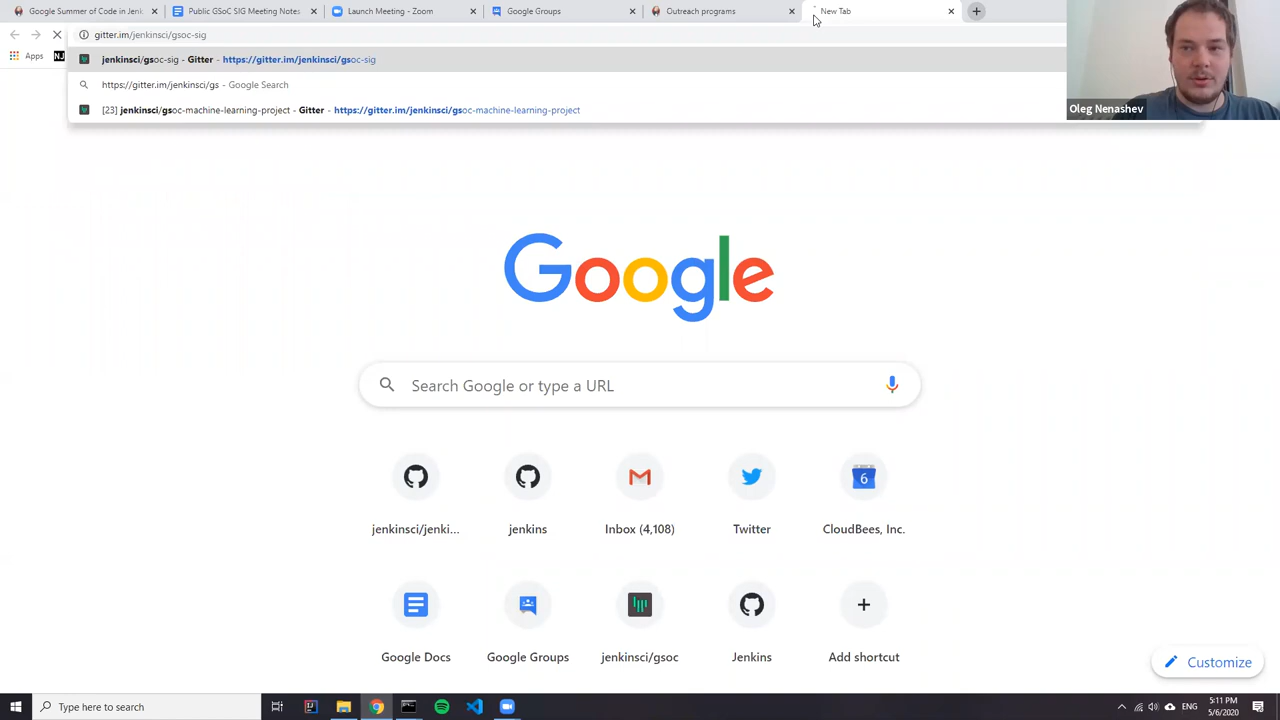 Google Summer of Code in Jenk
Public GSoC SIG Meeting Notes
Launch Meeting - Zoom
Google Groups
Outreach programs
New Tab
gitter.im/jenkinsci/gsoc-sig
Apps
NJ
jenkinsci/gsoc-sig - Gitter - https://gitter.im/jenkinsci/gsoc-sig
https://gitter.im/jenkinsci/gs - Google Search
[23] jenkinsci/gsoc-machine-learning-project - Gitter - https://gitter.im/jenkinsci/gsoc-machine-learning-project
Oleg Nenashev
Google
Search Google or type a URL
jenkinsci/jenki...
jenkins
Inbox (4,108)
Twitter
6
CloudBees, Inc.
Google Docs
Google Groups
jenkinsci/gsoc
Jenkins
Add shortcut
Customize
Type here to search
ENG
5:11 PM
5/6/2020